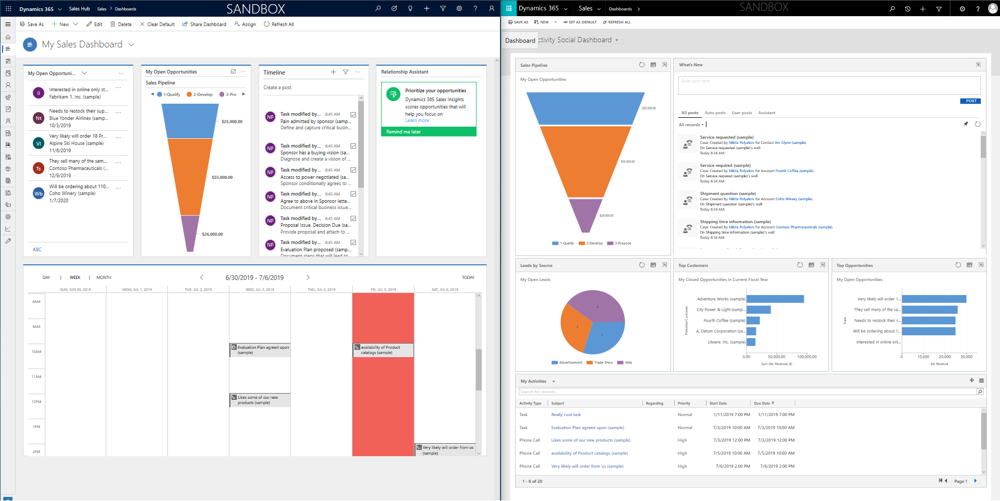 Dynamics 365
Sales Hub
Sales > Dashboards
SANDBOX
Save As
New
Edit
Delete
Clear Default
Share Dashboard
Assign
Refresh All
My Sales Dashboard
My Open Opportuni...
Ii
Interested in online only st...
Fabrikam 1, Inc. (sample)
Nt
Needs to restock their sup...
Blue Yonder Airlines (samp...
10/3/2019
Vl
Very likely will order 18 Pr...
Alpine Ski House (sample)
11/6/2019
Ts
They sell many of the sam...
Contoso Pharmaceuticals (...
12/9/2019
Wb
Will be ordering about 110...
Coho Winery (sample)
1/7/2020
ABC
My Open Opportunities
Sales Pipeline
1-Qualify
2-Develop
3-Pro
$25,000.00
$55,000.00
$26,000.00
Timeline
Create a post
NP
Task modified by...
8:45 AM
Pain admitted by sponsor (samp...
Define and capture critical busin...
NP
Task modified by...
8:45 AM
Sponsor has a buying vision (sa...
Diagnose and create a vision of ...
NP
Task modified by...
8:45 AM
Access to power negotiated (sa...
Sponsor conditionally agrees to ...
NP
Task modified by...
8:45 AM
Agree to above in Sponsor lette...
Document critical business issue...
NP
Task modified by...
8:45 AM
Proposal Issue, Decision Due (sa...
Provide proposal and attach to ...
NP
Task modified by...
8:45 AM
Evaluation Plan proposed (samp...
Document steps that will lead to
Relationship Assistant
Prioritize your opportunities
Dynamics 365 Sales Insights
scores opportunities that will
help you focus on
Learn more
Remind me later
DAY | WEEK | MONTH
6/30/2019 - 7/6/2019
TODAY
SUN, JUN 30, 2019
MON, JUL 1, 2019
TUE, JUL 2, 2019
WED, JUL 3, 2019
THU, JUL 4, 2019
FRI, JUL 5, 2019
SAT, JUL 6, 2019
8AM
9AM
10AM
11AM
12PM
1PM
2PM
Evaluation Plan agreed upon
(sample)
availability of Product
catalogs (sample)
Likes some of our new
products (sample)
Very likely will order from us
(sample)
Dynamics 365
Sales
Dashboards
SANDBOX
SAVE AS
NEW
SET AS DEFAULT
REFRESH ALL
Dashboard
ctivity Social Dashboard
Sales Pipeline
My Open Opportunities
$25,000.00
$55,000.00
$26,000.00
1-Qualify
2-Develop
3-Propose
What's New
Enter post here
POST
All posts
Auto posts
User posts
Assistant
All records
Service requested (sample)
Case: Created by Nikita Polyakov for Contact Jim Glynn (sample).
On Service requested (sample)'s wall
Today 8:34 AM
Service required (sample)
Case: Created by Nikita Polyakov for Account Fourth Coffee (sample).
On Service required (sample)'s wall
Today 8:34 AM
Shipment question (sample)
Case: Created by Nikita Polyakov for Account Coho Winery (sample).
On Shipment question (sample)'s wall
Today 8:34 AM
Shipping time information (sample)
Case: Created by Nikita Polyakov for Account Contoso Pharmaceuticals (sample).
On Shipping time information (sample)'s wall
Today 8:34 AM
Leads by Source
My Open Leads
4
3
3
Advertisement
Trade Show
Web
Top Customers
My Closed Opportunities in Current Fiscal Year
Potential Customer
Adventure Works (sample)
City Power & Light (samp...
Fourth Coffee (sample)
A. Datum Corporation (sa...
Litware, Inc. (sample)
0.00
50,000.00
100,000.00
Sum (Est. Revenue) ($)
Top Opportunities
My Open Opportunities
Topic
Very likely will order 1...
They sell many of the sa...
Needs to restock their s...
Will be ordering about 1...
Interested in online onl...
0
10,000
20,000
30,000
Est. Revenue
My Activities
Search for records
Activity Type
Subject
Regarding
Priority
Start Date
Due Date
Task
Really cool task
Normal
1/11/2019 7:00 PM
1/11/2019 7:00 PM
Task
Evaluation Plan agreed upon (sample)
Normal
7/3/2019 10:00 AM
7/3/2019 10:00 AM
Phone Call
Likes some of our new products (sample)
High
7/3/2019 12:00 PM
7/3/2019 12:00 PM
Phone Call
availability of Product catalogs (sample)
High
7/5/2019 10:00 AM
7/5/2019 10:00 AM
Phone Call
Very likely will order from us (sample)
High
7/6/2019 2:00 PM
7/6/2019 2:00 PM
1 - 8 of 20
Page 1